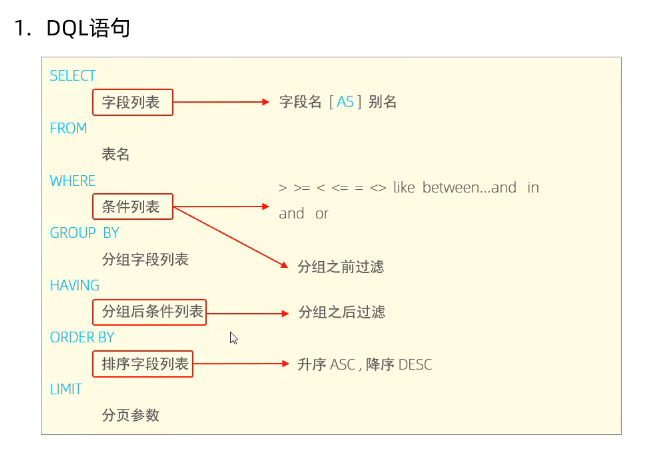 1. DQL语句
SELECT
字段列表 字段名 [ AS ] 别名
FROM
表名
WHERE
> >= < <= = <> like between...and in
条件列表
and or
GROUP BY
分组字段列表
分组之前过滤
HAVING
分组后条件列表 分组之后过滤
ORDER BY
排序字段列表 升序 ASC , 降序 DESC
LIMIT
分页参数